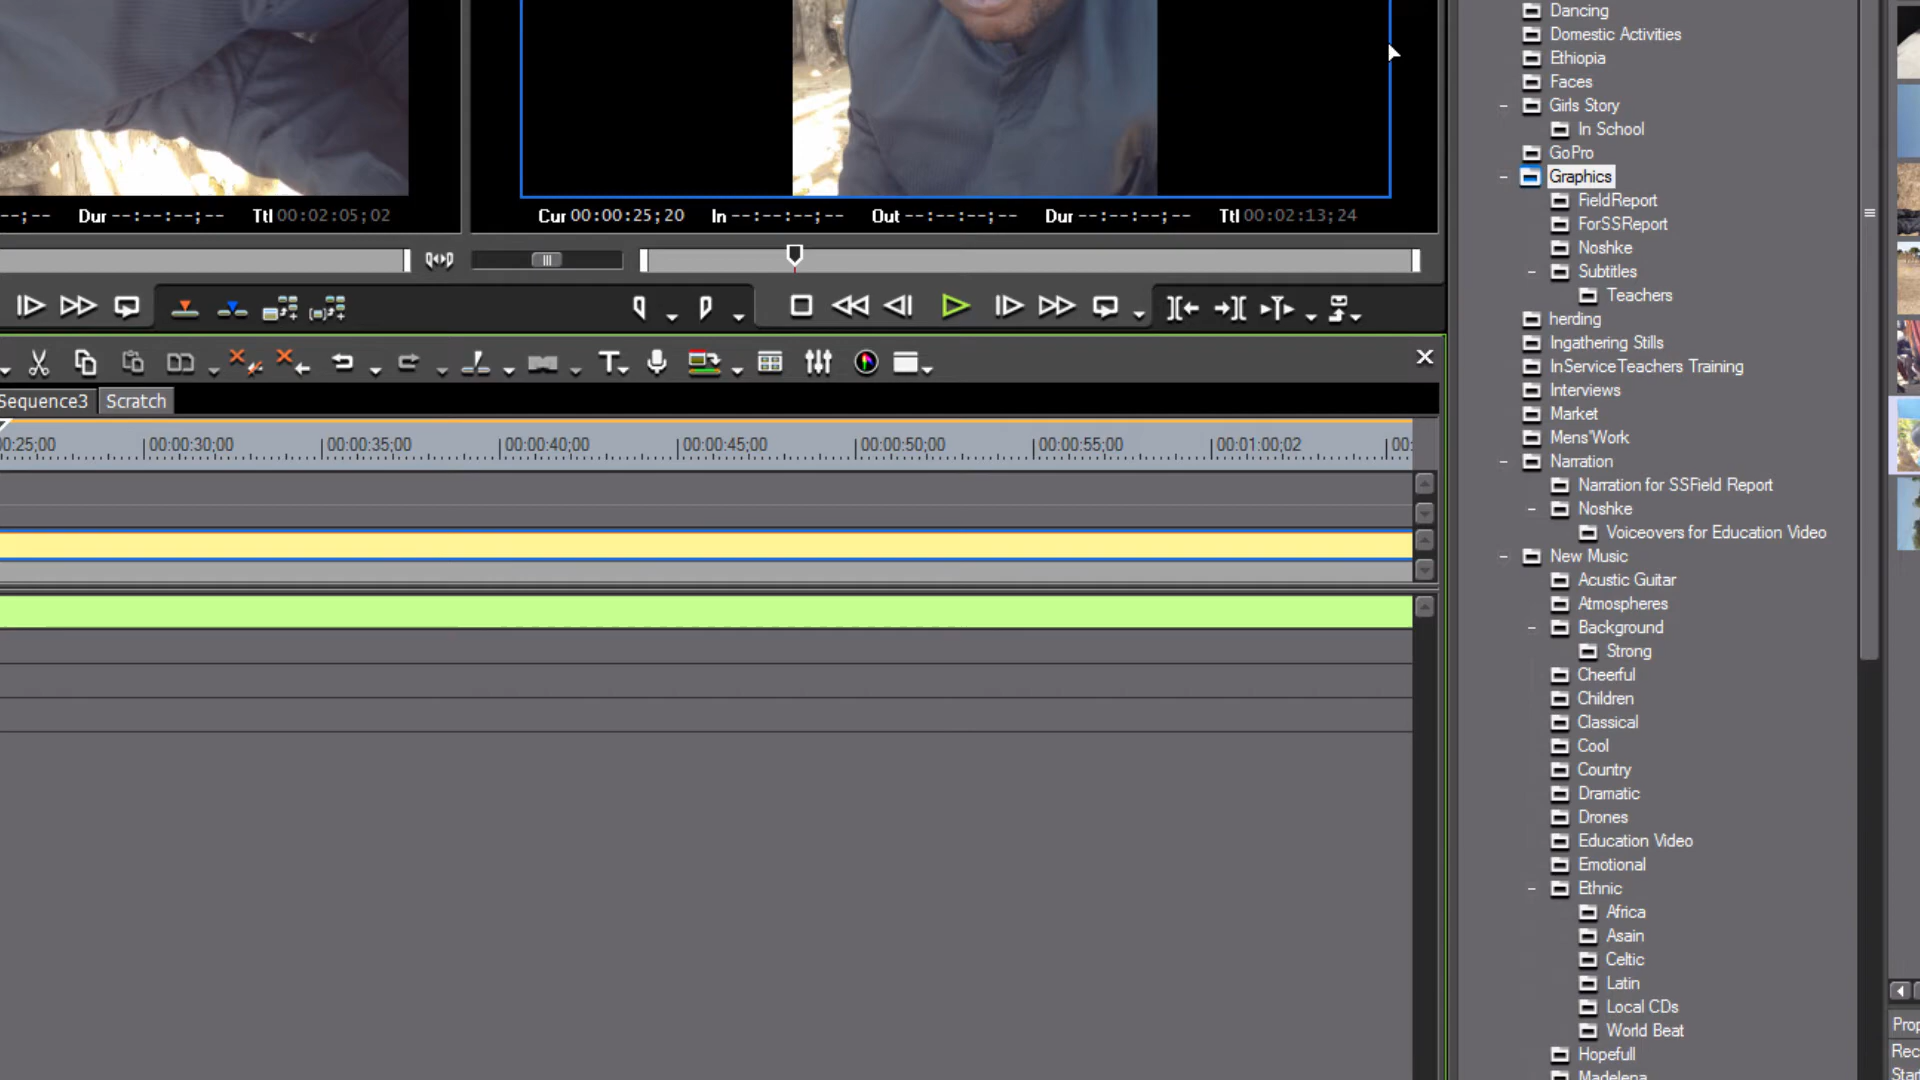 --;--
Dur --:--:--;--
Ttl 00:02:05;02
Cur 00:00:25;20
In --:--:--;--
Out --:--:--;--
Dur --:--:--;--
Ttl 00:02:13;24
Sequence3
Scratch
0:25;00
00:00:30;00
00:00:35;00
00:00:40;00
00:00:45;00
00:00:50;00
00:00:55;00
00:01:00;02
00:
Dancing
Domestic Activities
Ethiopia
Faces
Girls Story
In School
GoPro
Graphics
FieldReport
ForSSReport
Noshke
Subtitles
Teachers
herding
Ingathering Stills
InServiceTeachers Training
Interviews
Market
Mens'Work
Narration
Narration for SSField Report
Noshke
Voiceovers for Education Video
New Music
Acustic Guitar
Atmospheres
Background
Strong
Cheerful
Children
Classical
Cool
Country
Dramatic
Drones
Education Video
Emotional
Ethnic
Africa
Asain
Celtic
Latin
Local CDs
World Beat
Hopefull
Madelena
Prop
Rec
Star